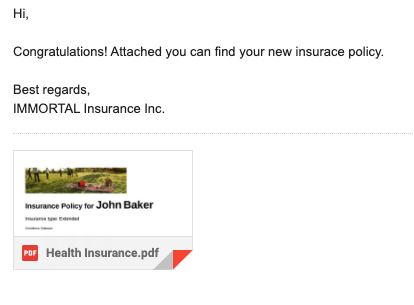 Hi,
Congratulations! Attached you can find your new insurace policy.
Best regards,
IMMORTAL Insurance Inc.
Insurance Policy for John Baker
Insurance type: Extended
PDF
Health Insurance.pdf